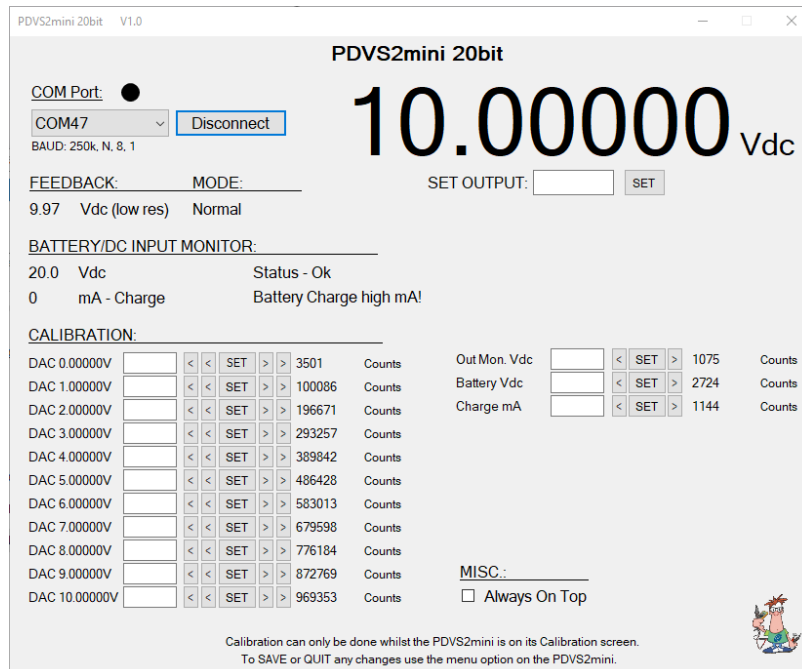 PDVS2mini 20bit V1.0
PDVS2mini 20bit
COM Port:
COM47
Disconnect
BAUD: 250k, N, 8, 1
10.00000 Vdc
SET OUTPUT: SET
FEEDBACK: MODE:
9.97 Vdc (low res) Normal
BATTERY/DC INPUT MONITOR:
20.0 Vdc Status - Ok
0 mA - Charge Battery Charge high mA!
CALIBRATION:
DAC 0.00000V < < SET > > 3501 Counts
DAC 1.00000V < < SET > > 100086 Counts
DAC 2.00000V < < SET > > 196671 Counts
DAC 3.00000V < < SET > > 293257 Counts
DAC 4.00000V < < SET > > 389842 Counts
DAC 5.00000V < < SET > > 486428 Counts
DAC 6.00000V < < SET > > 583013 Counts
DAC 7.00000V < < SET > > 679598 Counts
DAC 8.00000V < < SET > > 776184 Counts
DAC 9.00000V < < SET > > 872769 Counts
DAC 10.00000V < < SET > > 969353 Counts
Out Mon. Vdc < SET > 1075 Counts
Battery Vdc < SET > 2724 Counts
Charge mA < SET > 1144 Counts
MISC.:
Always On Top
Calibration can only be done whilst the PDVS2mini is on its Calibration screen.
To SAVE or QUIT any changes use the menu option on the PDVS2mini.